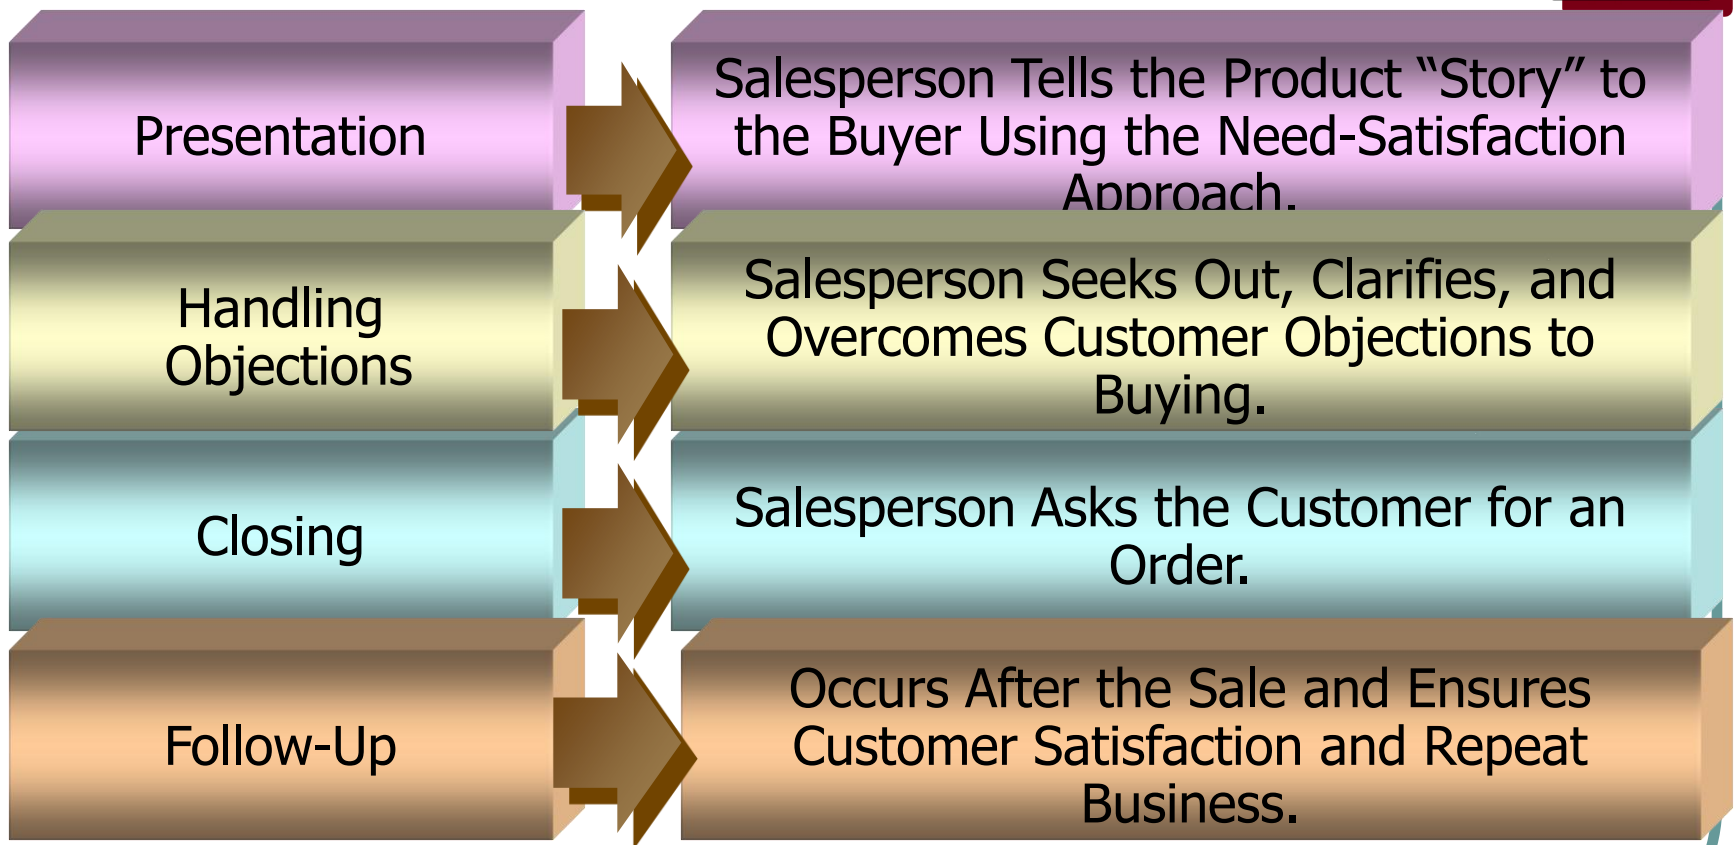 Presentation
Salesperson Tells the Product “Story” to
the Buyer Using the Need-Satisfaction
Approach.
Handling
Objections
Salesperson Seeks Out, Clarifies, and
Overcomes Customer Objections to
Buying.
Closing
Salesperson Asks the Customer for an
Order.
Follow-Up
Occurs After the Sale and Ensures
Customer Satisfaction and Repeat
Business.